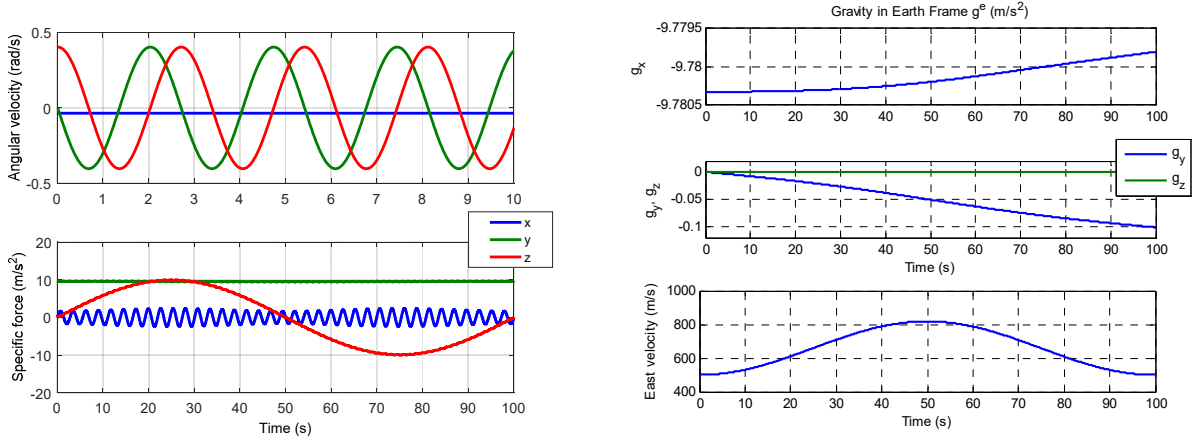 Angular velocity (rad/s)
0.5
0
-0.5
0 1 2 3 4 5 6 7 8 9 10
x
y
z
Specific force (m/s²)
20
10
0
-10
-20
0 10 20 30 40 50 60 70 80 90 100
Time (s)
Gravity in Earth Frame gᵉ (m/s²)
gₓ
-9.7795
-9.78
-9.7805
0 10 20 30 40 50 60 70 80 90 100
g_y
g_z
g_y, g_z
0
-0.05
-0.1
0 10 20 30 40 50 60 70 80 90 100
Time (s)
East velocity (m/s)
1000
800
600
400
0 10 20 30 40 50 60 70 80 90 100
Time (s)